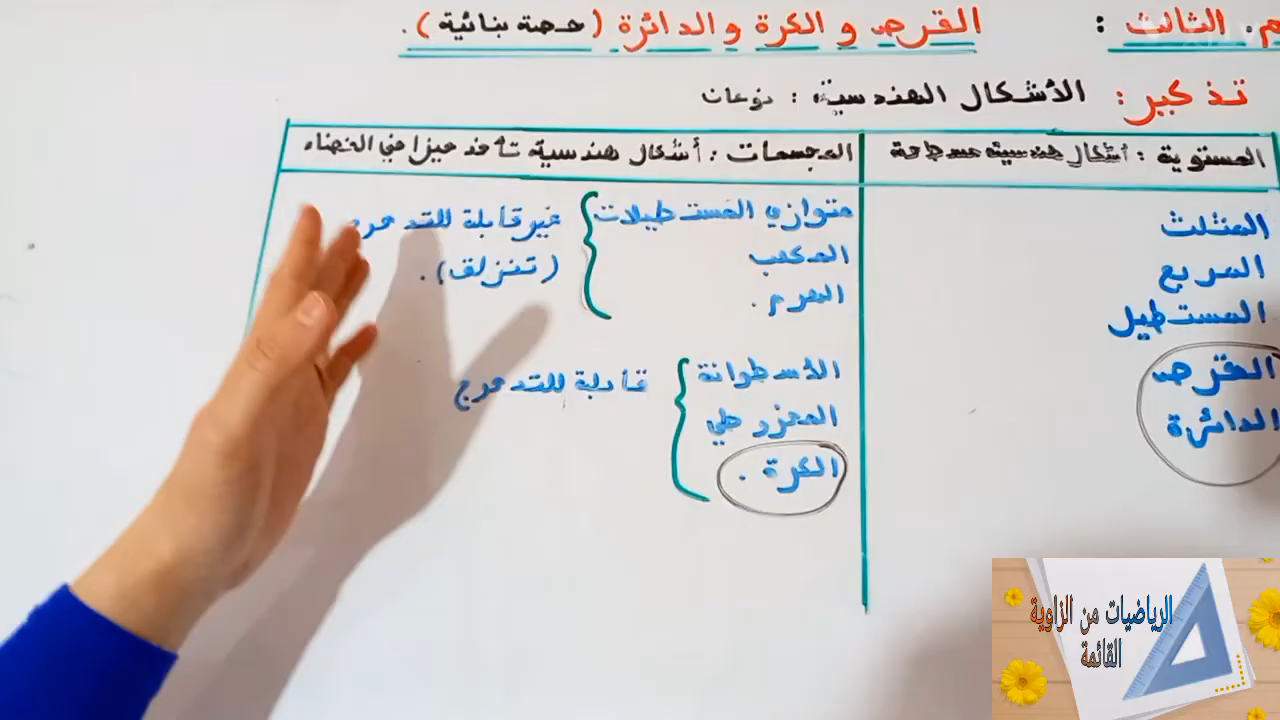 م. الثالث : القرص و الكرة و الدائرة (حصة بنائية).
تذكير: الأشكال الهندسية : نوعان
المستوية : أشكال هندسية مسطحة
المثلث
المربع
المستطيل
القرص
الدائرة
المجسمات : أشكال هندسية تأخذ حيزا في الفضاء
متوازي المستطيلات
المكعب
الهرم .
غير قابلة للتدحرج
(تنزلق) .
الأسطوانة
المخروطي
الكرة .
قابلة للتدحرج
الرياضيات من الزاوية
القائمة